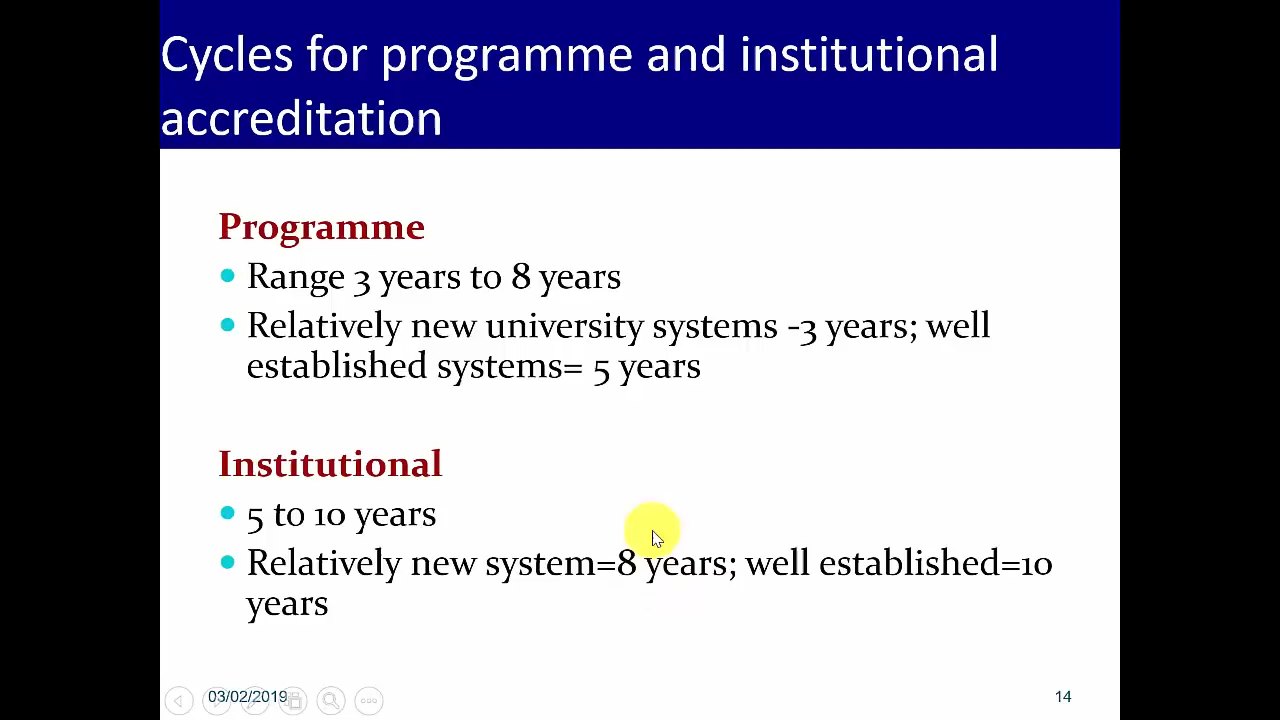 Cycles for programme and institutional
accreditation
Programme
• Range 3 years to 8 years
• Relatively new university systems -3 years; well
established systems= 5 years
Institutional
• 5 to 10 years
• Relatively new system=8 years; well established=10
years
03/02/2019
14